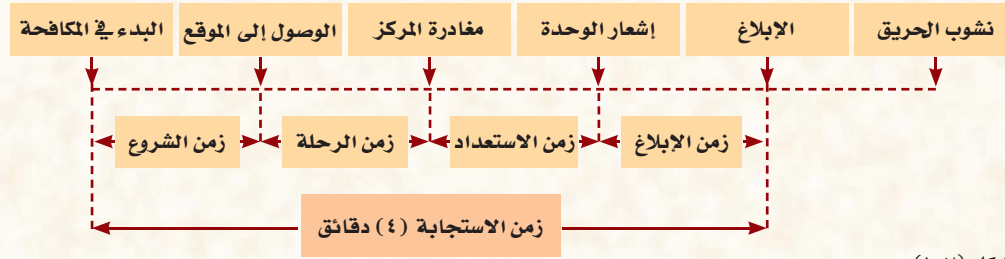 نشوب الحريق
الإبلاغ
إشعار الوحدة
مغادرة المركز
الوصول إلى الموقع
البدء في المكافحة
زمن الإبلاغ
زمن الاستعداد
زمن الرحلة
زمن الشروع
زمن الاستجابة (٤) دقائق